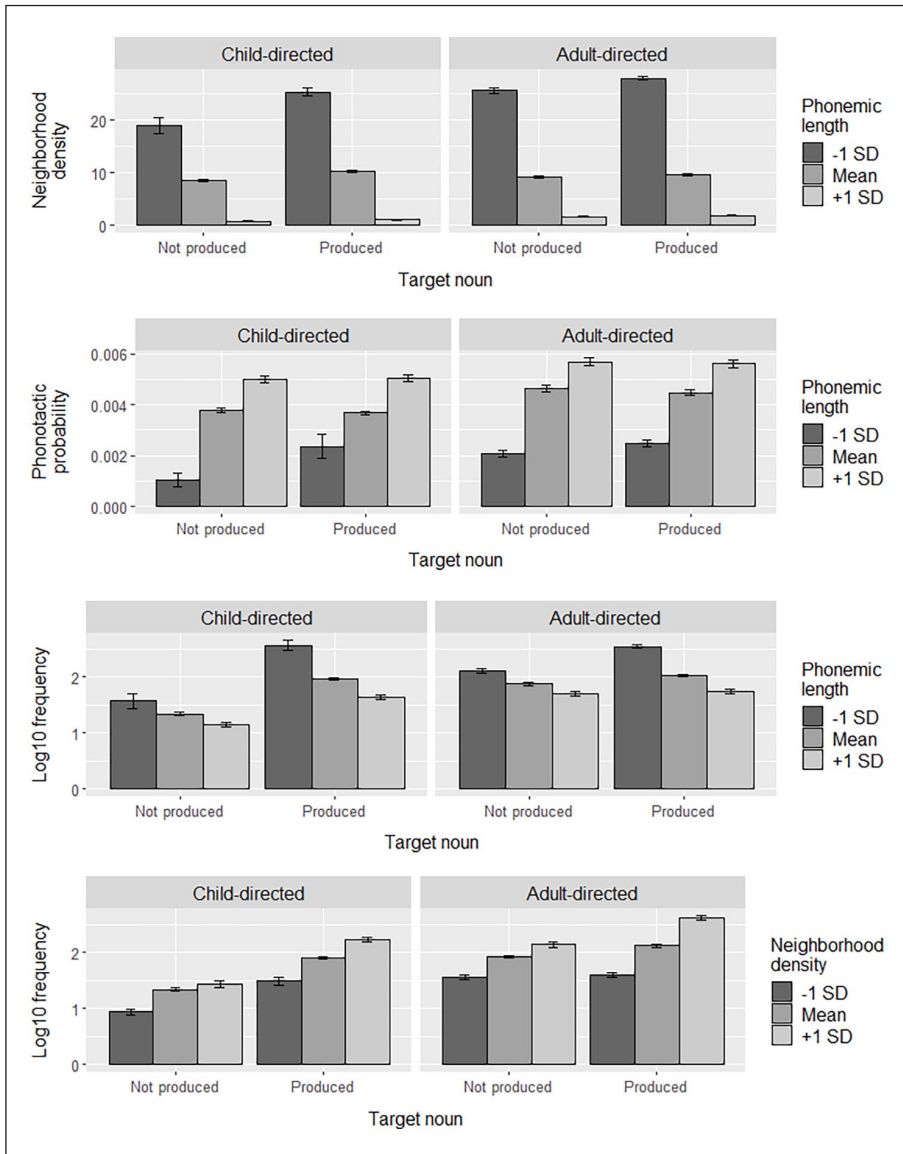 Child-directed Adult-directed
Neighborhood
density
20
10
0
Not produced Produced Not produced Produced
Target noun
Phonemic
length
-1 SD
Mean
+1 SD
Child-directed Adult-directed
Phonotactic
probability
0.006
0.004
0.002
0.000
Not produced Produced Not produced Produced
Target noun
Phonemic
length
-1 SD
Mean
+1 SD
Child-directed Adult-directed
Log10 frequency
2
1
0
Not produced Produced Not produced Produced
Target noun
Phonemic
length
-1 SD
Mean
+1 SD
Child-directed Adult-directed
Log10 frequency
2
1
0
Not produced Produced Not produced Produced
Target noun
Neighborhood
density
-1 SD
Mean
+1 SD